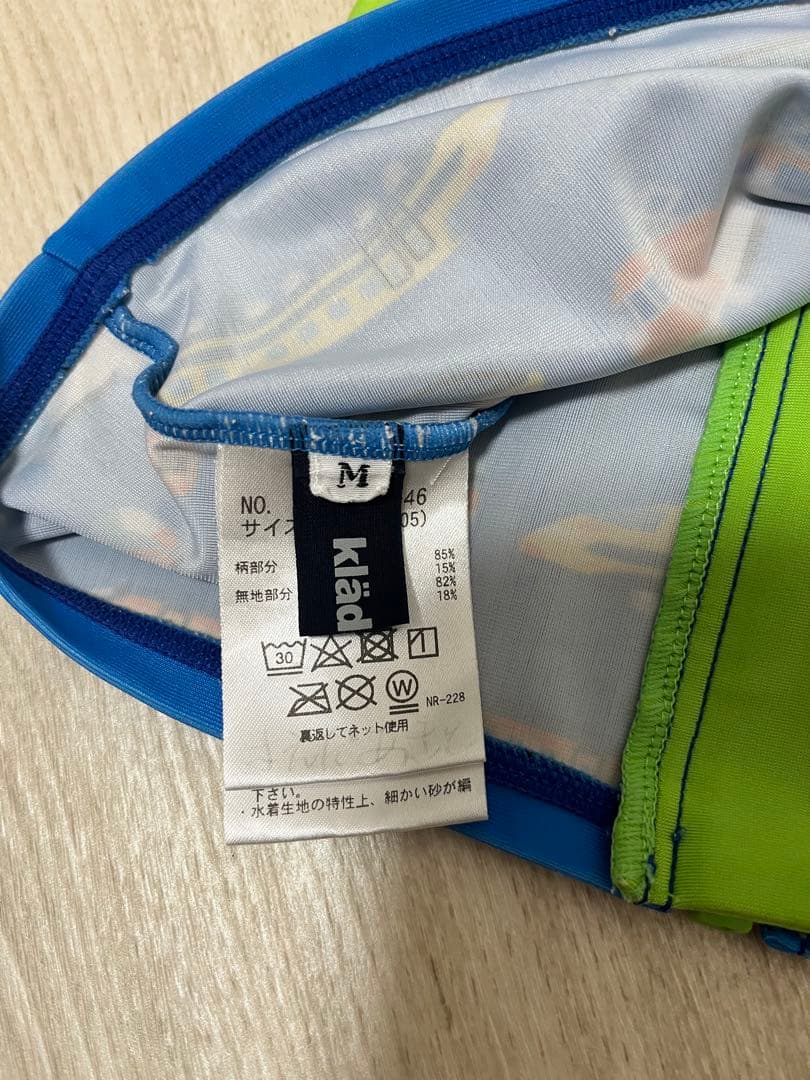 M
kläd
NO. 46
サイズ 05)
柄部分 85%
15%
無地部分 82%
18%
30
W
NR-228
裏返してネット使用
下さい。
・水着生地の特性上、細かい砂が編